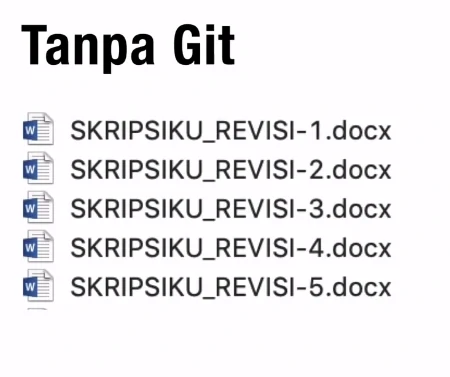 Tanpa Git
SKRIPSIKU_REVISI-1.docx
SKRIPSIKU_REVISI-2.docx
SKRIPSIKU_REVISI-3.docx
SKRIPSIKU_REVISI-4.docx
SKRIPSIKU_REVISI-5.docx